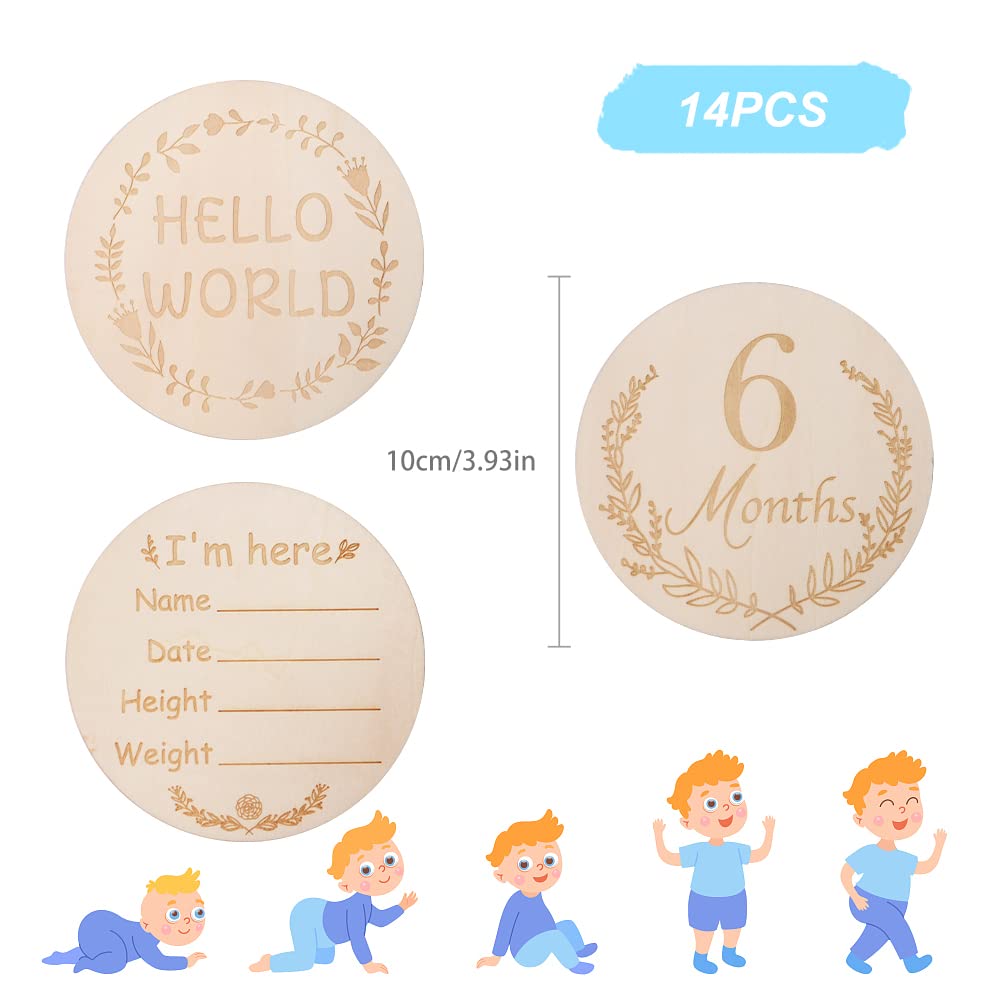 14PCS
HELLO
WORLD
10cm/3.93in
6
Months
I'm here
Name
Date
Height
Weight